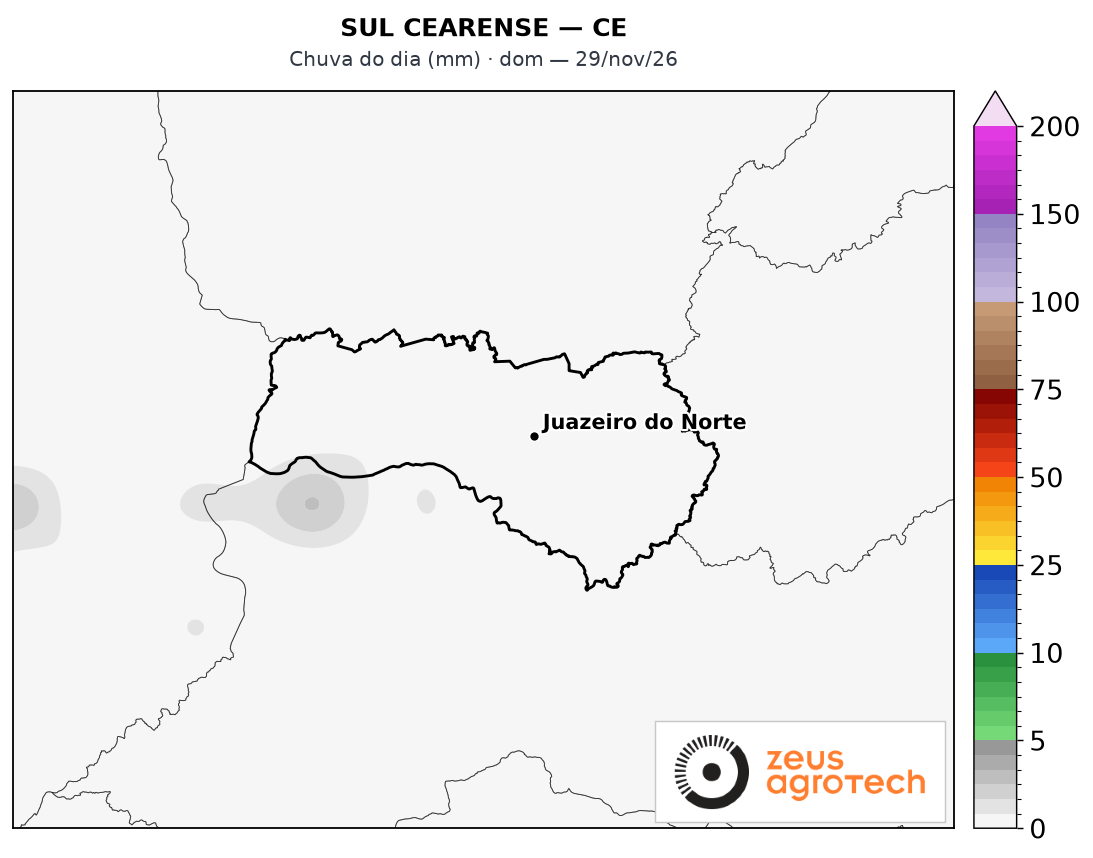 SUL CEARENSE — CE
Chuva do dia (mm) · dom — 29/nov/26
200
150
100
75
50
25
10
5
0
Juazeiro do Norte
zeus
agrotech